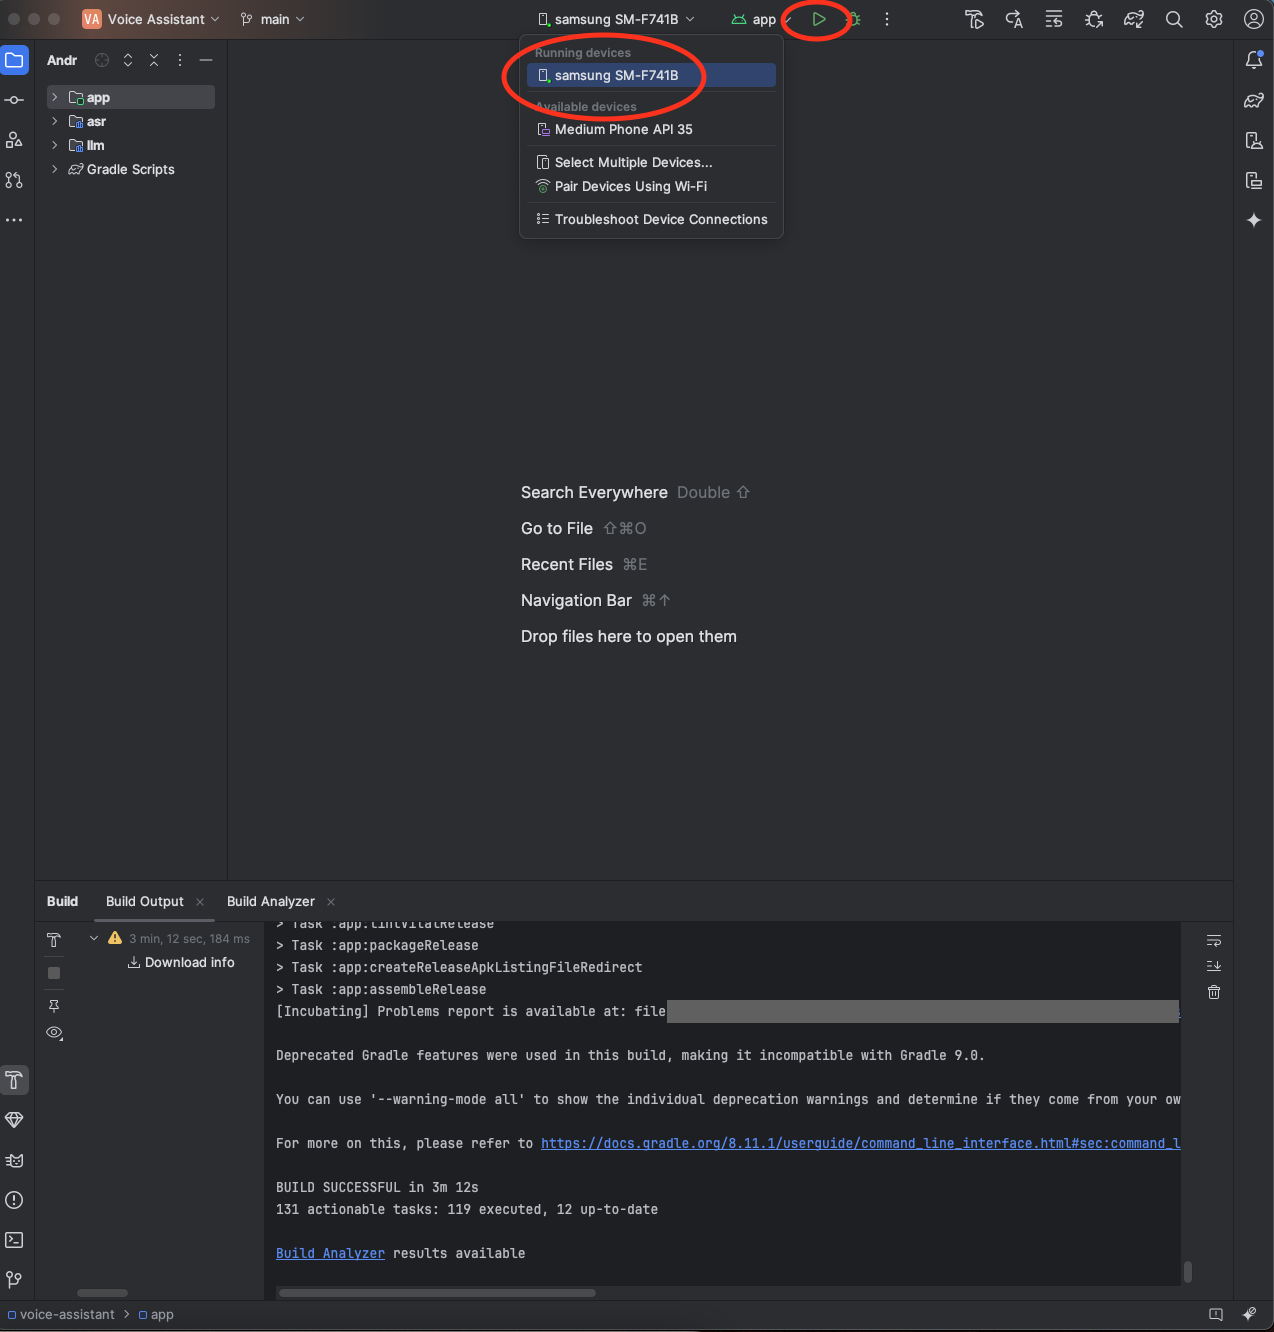 VA Voice Assistant main samsung SM-F741B app
Andr
app
asr
llm
Gradle Scripts
Running devices
samsung SM-F741B
Available devices
Medium Phone API 35
Select Multiple Devices...
Pair Devices Using Wi-Fi
Troubleshoot Device Connections
Search Everywhere Double ⇧
Go to File ⇧⌘O
Recent Files ⌘E
Navigation Bar ⌘↑
Drop files here to open them
Build Build Output Build Analyzer
3 min, 12 sec, 184 ms
Download info
> Task :app:lintVitalRelease
> Task :app:packageRelease
> Task :app:createReleaseApkListingFileRedirect
> Task :app:assembleRelease
[Incubating] Problems report is available at: file
Deprecated Gradle features were used in this build, making it incompatible with Gradle 9.0.
You can use '--warning-mode all' to show the individual deprecation warnings and determine if they come from your ow
For more on this, please refer to https://docs.gradle.org/8.11.1/userguide/command_line_interface.html#sec:command_l
BUILD SUCCESSFUL in 3m 12s
131 actionable tasks: 119 executed, 12 up-to-date
Build Analyzer results available
voice-assistant > app